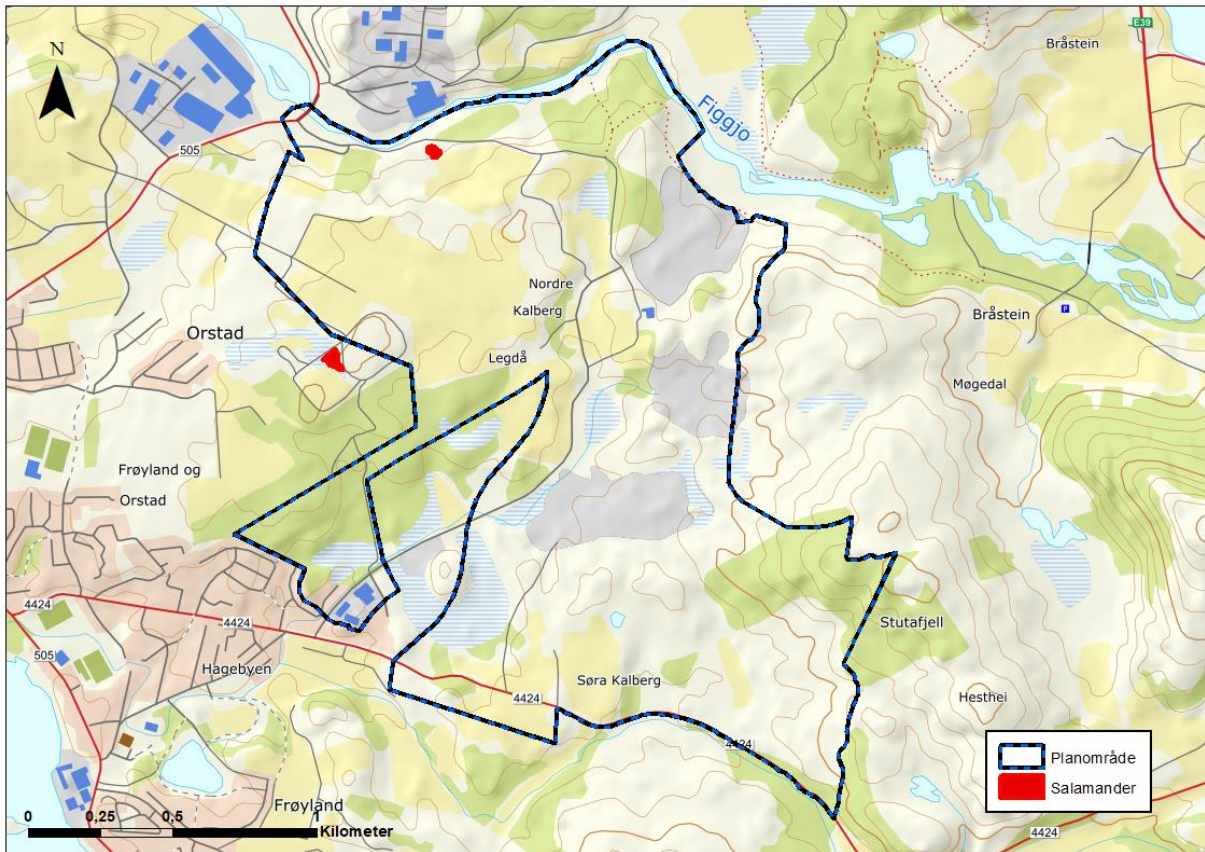 E39
Bråstein
N
Figgjo
505
Nordre
Kalberg
Bråstein
P
Orstad
Legdå
Møgedal
Frøyland og
Orstad
4424
4424
Stutafjell
505
Hagebyen
Søra Kalberg
4424
Hesthei
4424
Planområde
Salamander
Frøyland
0 0,25 0,5 1
Kilometer
4424